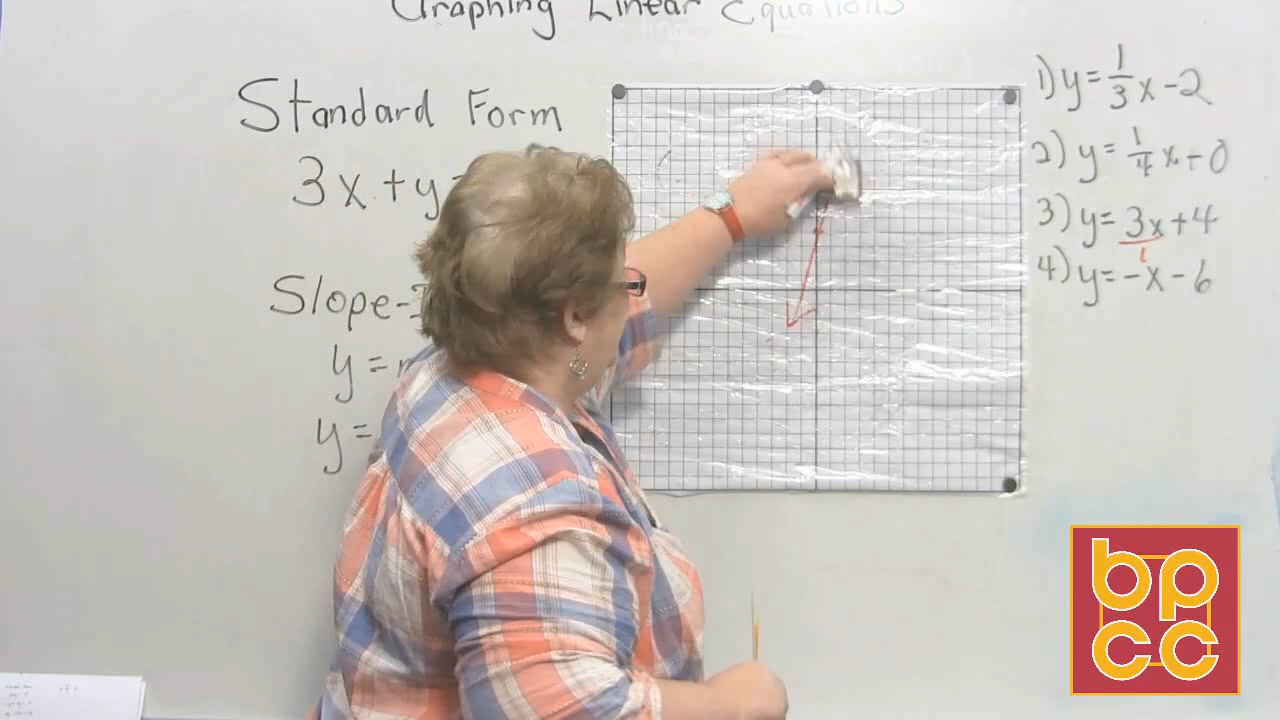 Graphing Linear Equations
Standard Form
3x + y
Slope-I
y =
y =
1) y = 1/3 x - 2
2) y = 1/4 x + 0
3) y = 3x/1 + 4
4) y = -x - 6
bp
cc